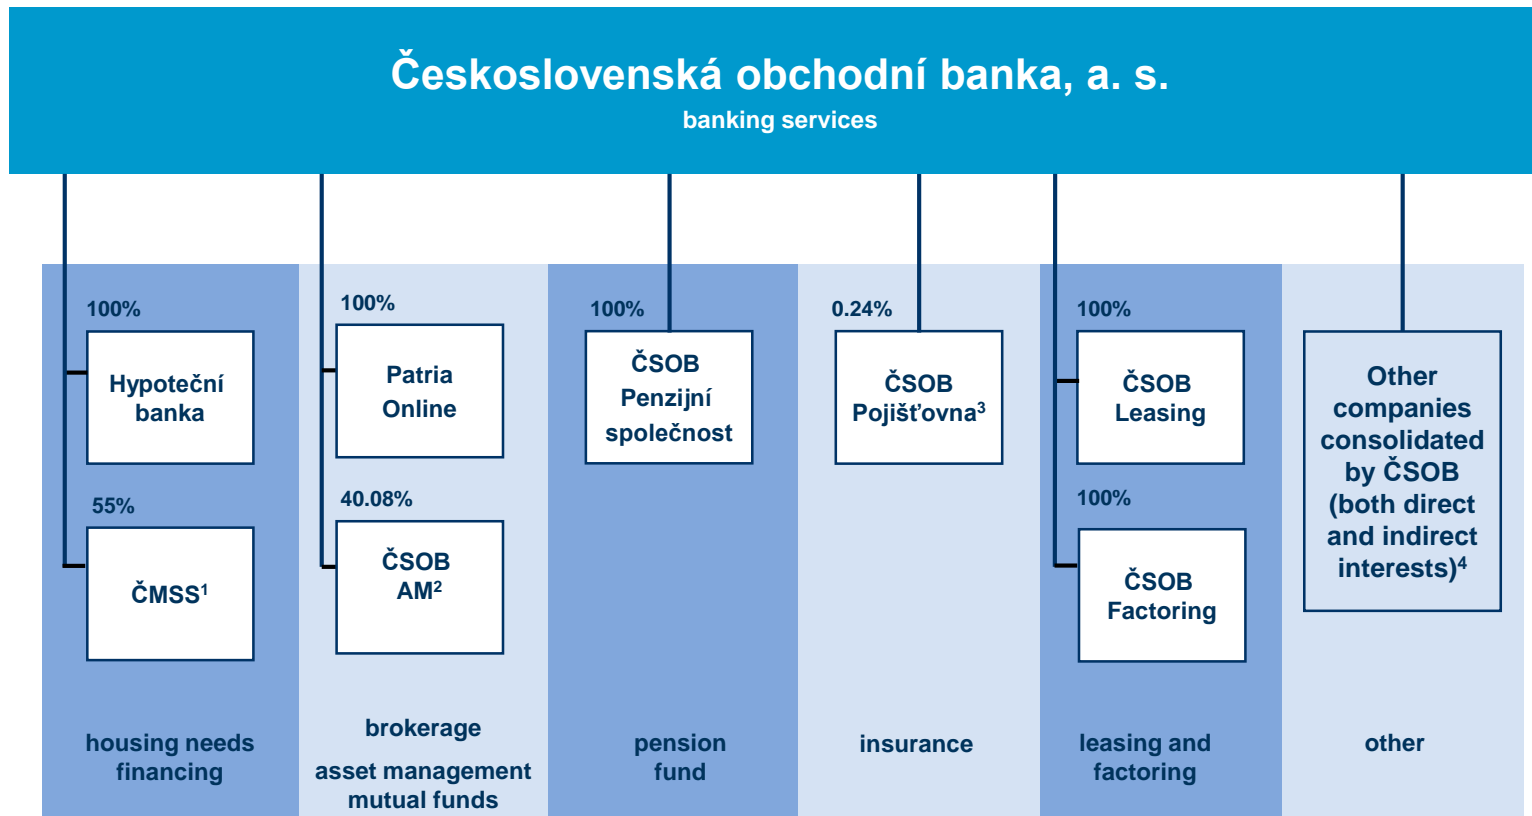 Československá obchodní banka, a. s.
banking services
100%
Hypoteční
banka
55%
ČMSS¹
housing needs
financing
100%
Patria
Online
40.08%
ČSOB
AM²
brokerage
asset management
mutual funds
100%
ČSOB
Penzijní
společnost
pension
fund
0.24%
ČSOB
Pojišťovna³
insurance
100%
ČSOB
Leasing
100%
ČSOB
Factoring
leasing and
factoring
Other
companies
consolidated
by ČSOB
(both direct
and indirect
interests)⁴
other